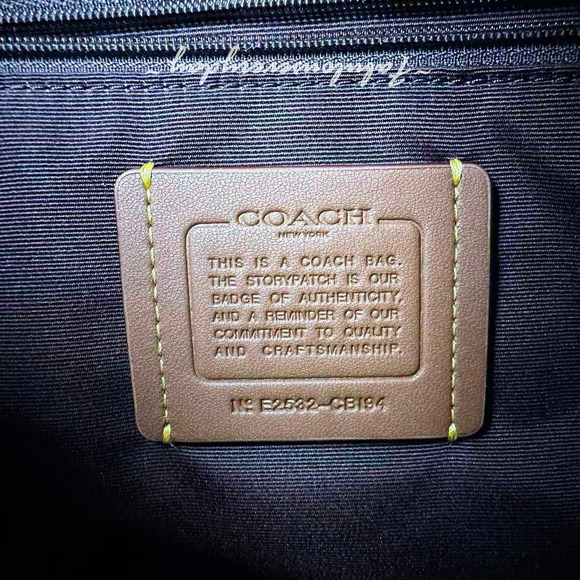 ~Fabulouseveryday~
COACH
NEW YORK
THIS IS A COACH BAG.
THE STORYPATCH IS OUR
BADGE OF AUTHENTICITY,
AND A REMINDER OF OUR
COMMITMENT TO QUALITY
AND CRAFTSMANSHIP.
Nº E2532-CB194